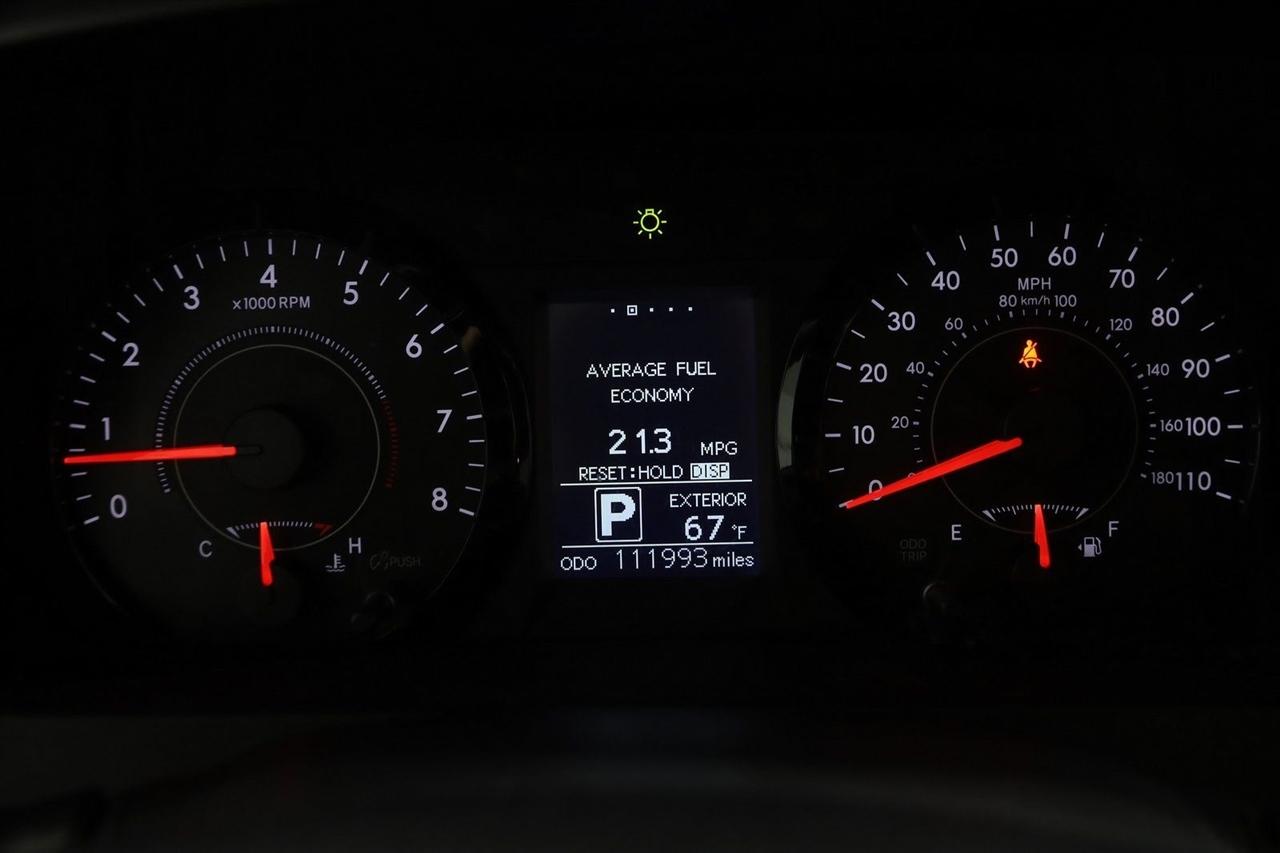 0
1
2
3
4
5
6
7
8
x1000 RPM
C
H
PUSH
AVERAGE FUEL
ECONOMY
21.3 MPG
RESET:HOLD DISP
P
EXTERIOR
67 °F
ODO 111993 miles
0
10
20
30
40
50
60
70
80
90
100
110
MPH
80 km/h 100
0
20
40
60
120
140
160
180
ODO
TRIP
E
F